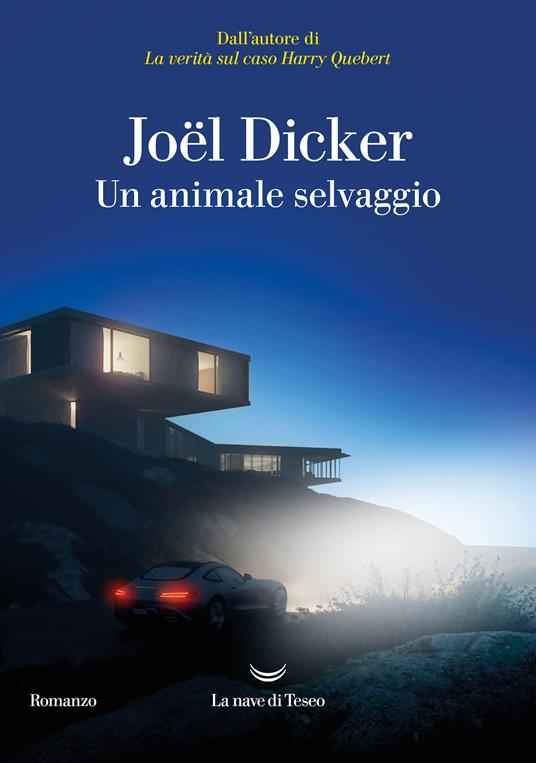 Dall'autore di
La verità sul caso Harry Quebert
Joël Dicker
Un animale selvaggio
Romanzo
La nave di Teseo